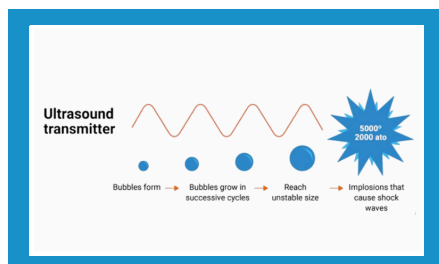 Ultrasound
transmitter
5000°
2000 ato
Bubbles form
Bubbles grow in
successive cycles
Reach
unstable size
Implosions that
cause shock
waves